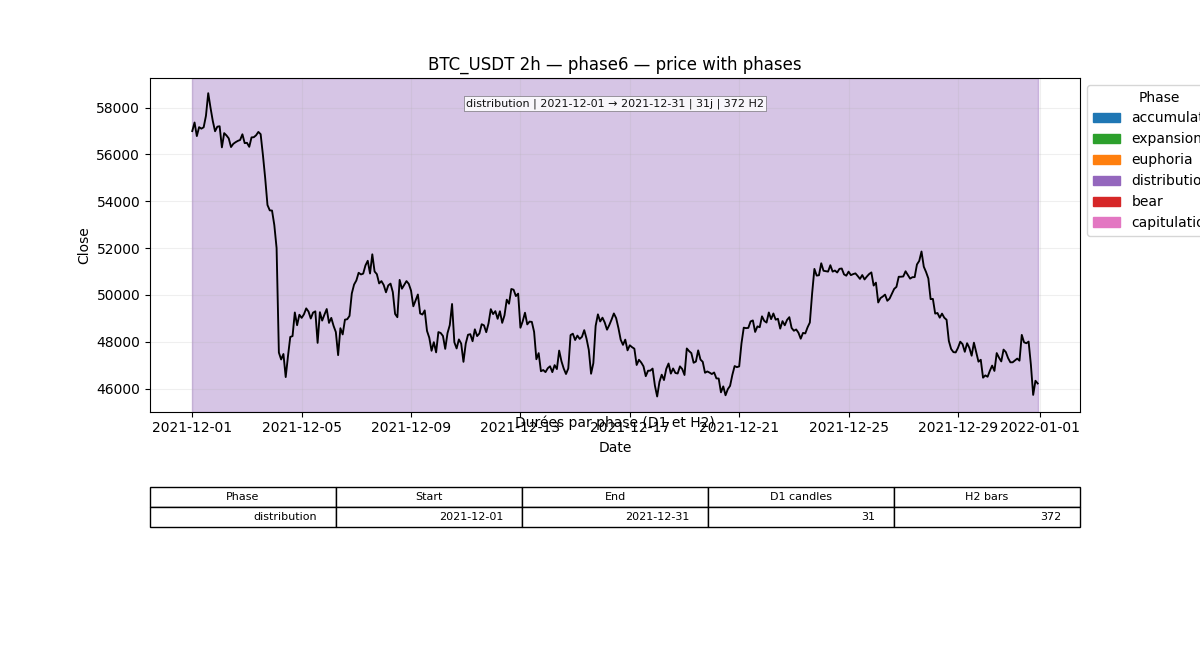 BTC_USDT 2h — phase6 — price with phases
distribution | 2021-12-01 → 2021-12-31 | 31j | 372 H2
Close
58000
56000
54000
52000
50000
48000
46000
Phase
accumulat
expansion
euphoria
distributio
bear
capitulatio
2021-12-01 2021-12-05 2021-12-09 2021-12-13 2021-12-17 2021-12-21 2021-12-25 2021-12-29 2022-01-01
Durées par phase (D1 et H2)
Date
Phase Start End D1 candles H2 bars
distribution 2021-12-01 2021-12-31 31 372